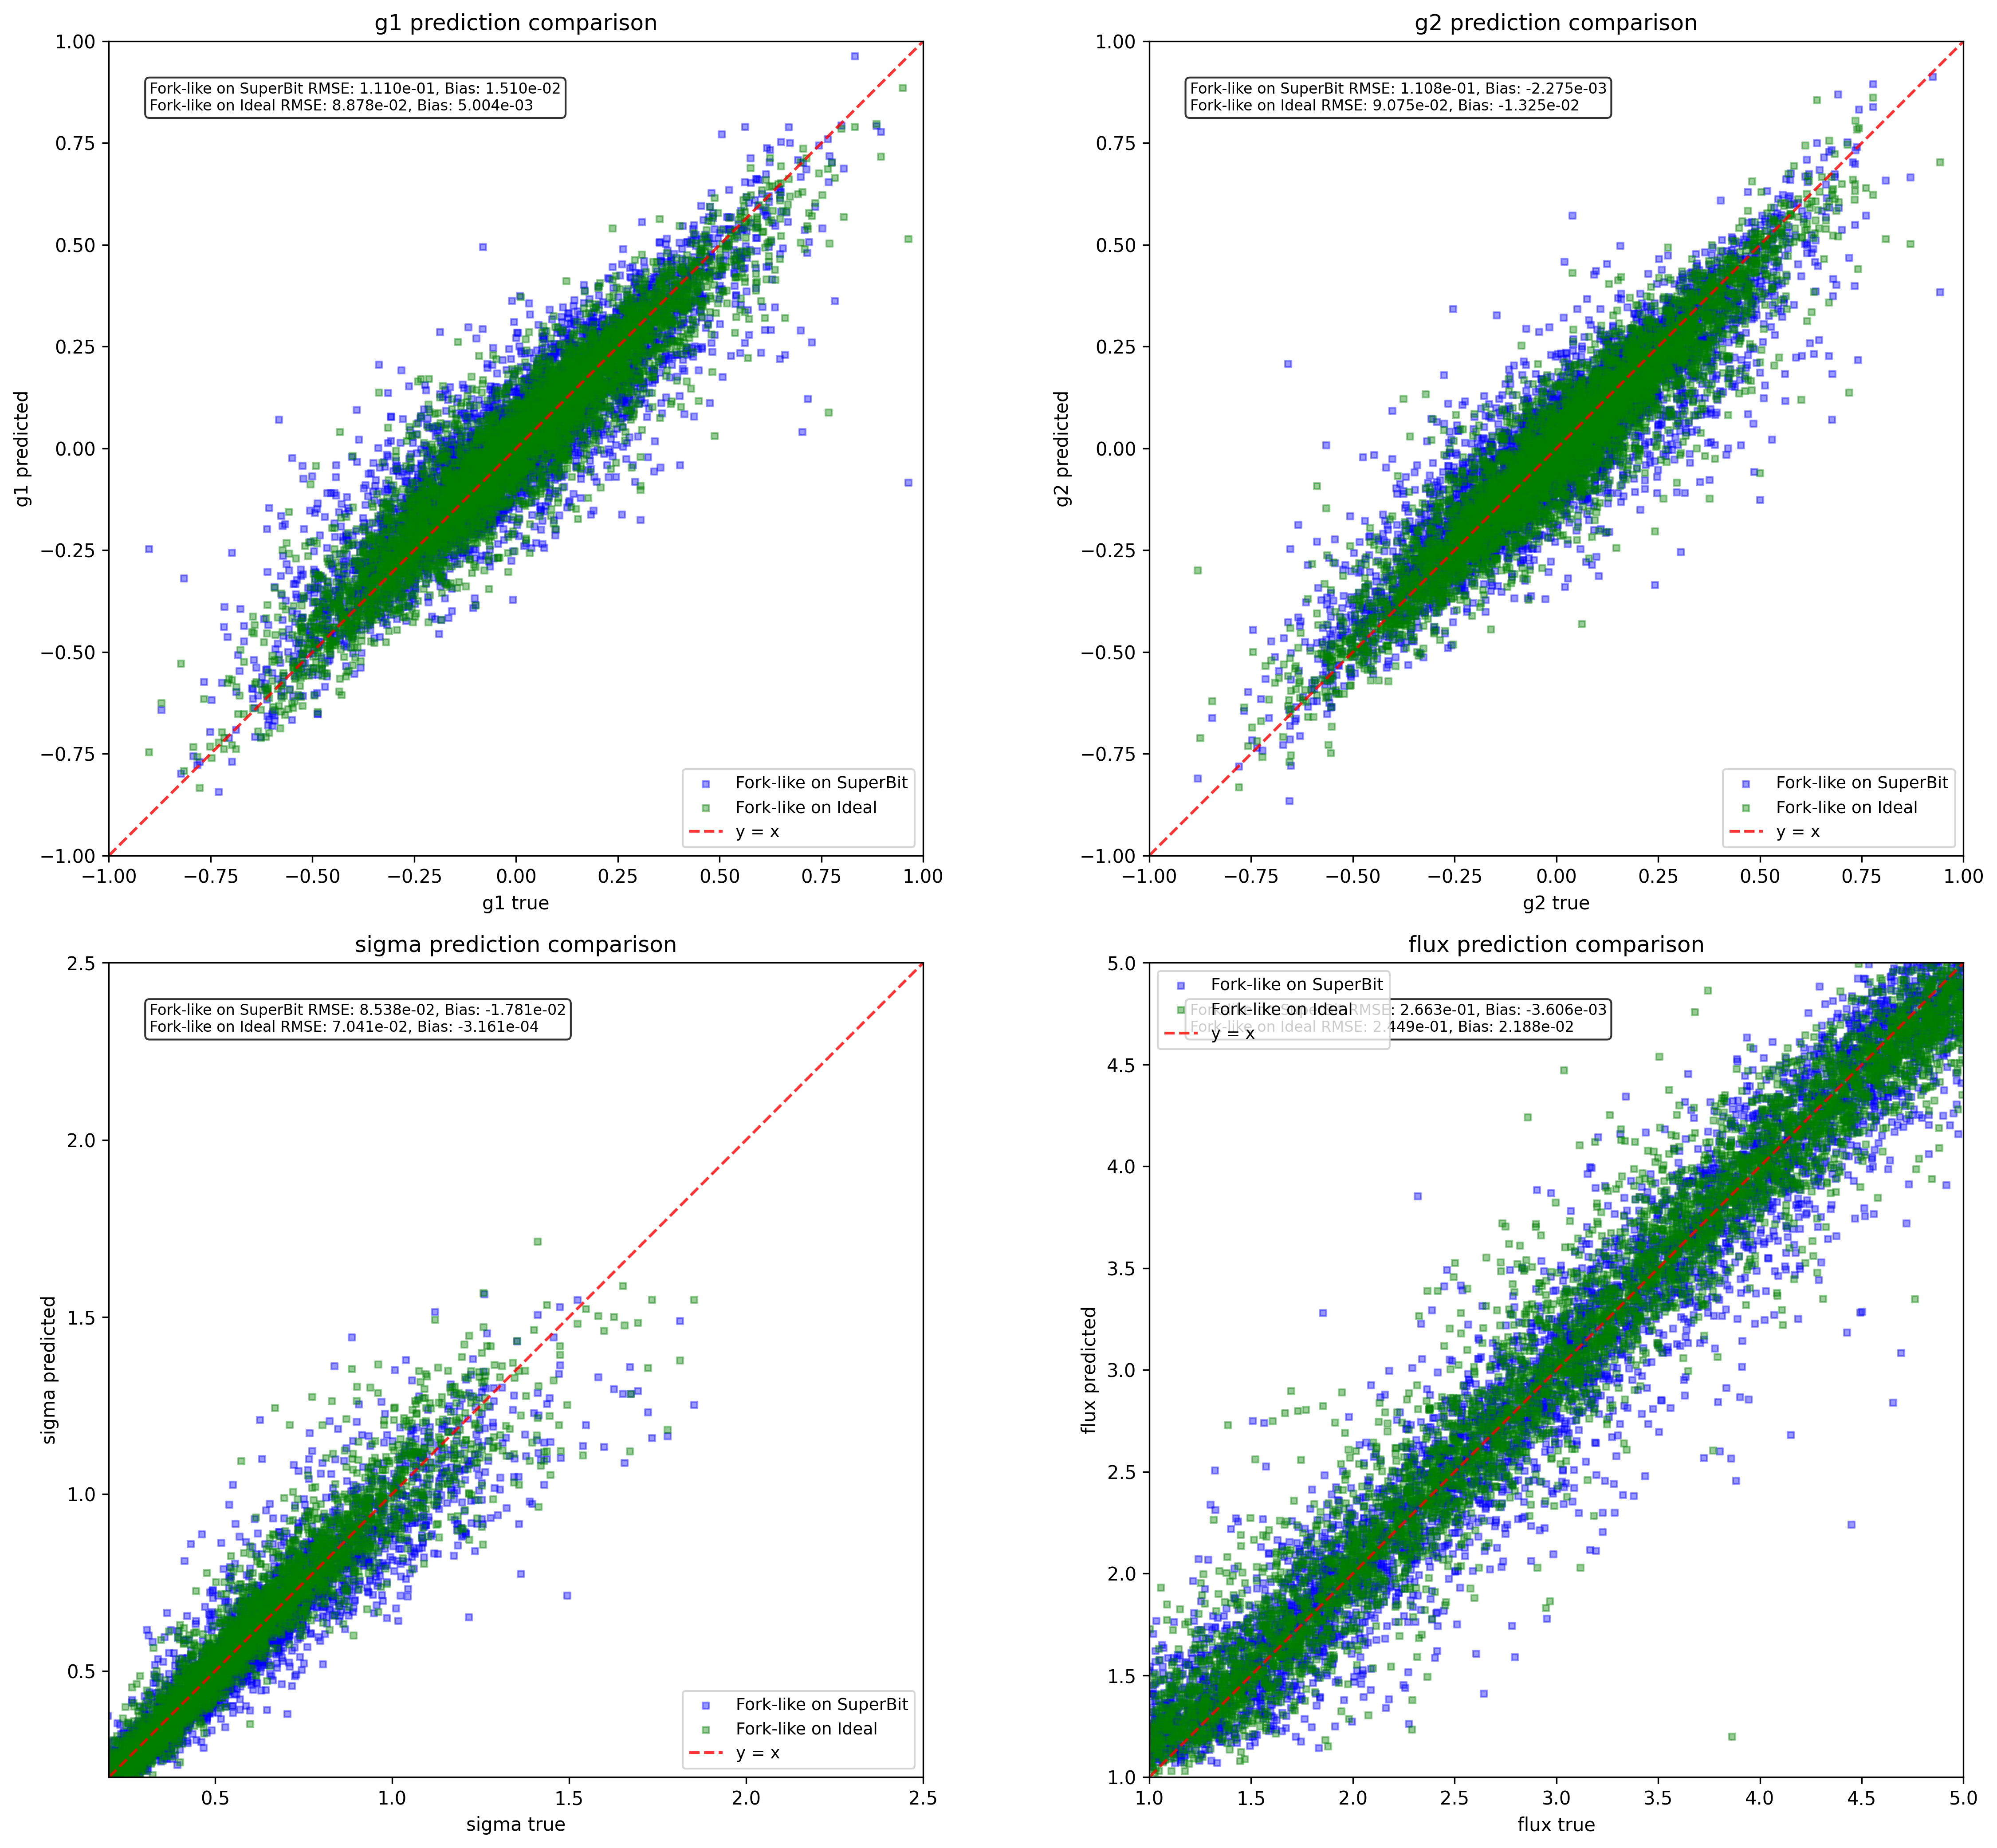 g1 prediction comparison
1.00
0.75
0.50
0.25
0.00
−0.25
−0.50
−0.75
−1.00
g1 predicted
Fork-like on SuperBit RMSE: 1.110e-01, Bias: 1.510e-02
Fork-like on Ideal RMSE: 8.878e-02, Bias: 5.004e-03
Fork-like on SuperBit
Fork-like on Ideal
y = x
−1.00 −0.75 −0.50 −0.25 0.00 0.25 0.50 0.75 1.00
g1 true
g2 prediction comparison
1.00
0.75
0.50
0.25
0.00
−0.25
−0.50
−0.75
−1.00
g2 predicted
Fork-like on SuperBit RMSE: 1.108e-01, Bias: -2.275e-03
Fork-like on Ideal RMSE: 9.075e-02, Bias: -1.325e-02
Fork-like on SuperBit
Fork-like on Ideal
y = x
−1.00 −0.75 −0.50 −0.25 0.00 0.25 0.50 0.75 1.00
g2 true
sigma prediction comparison
2.5
2.0
1.5
1.0
0.5
sigma predicted
Fork-like on SuperBit RMSE: 8.538e-02, Bias: -1.781e-02
Fork-like on Ideal RMSE: 7.041e-02, Bias: -3.161e-04
Fork-like on SuperBit
Fork-like on Ideal
y = x
0.5 1.0 1.5 2.0 2.5
sigma true
flux prediction comparison
5.0
4.5
4.0
3.5
3.0
2.5
2.0
1.5
1.0
flux predicted
Fork-like on SuperBit
Fork-like on Ideal
y = x
Fork-like on SuperBit RMSE: 2.663e-01, Bias: -3.606e-03
Fork-like on Ideal RMSE: 2.449e-01, Bias: 2.188e-02
1.0 1.5 2.0 2.5 3.0 3.5 4.0 4.5 5.0
flux true